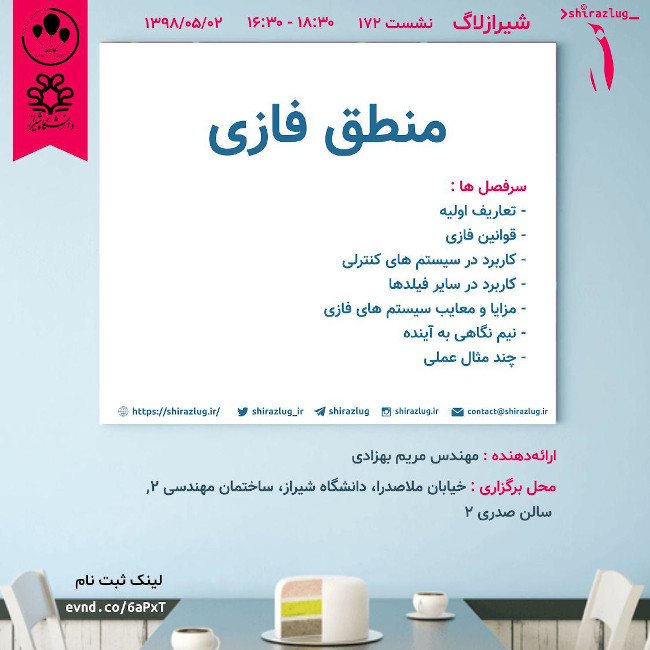 شیرازلاگ نشست ۱۷۲ ۱۶:۳۰ - ۱۸:۳۰ ۱۳۹۸/۰۵/۰۲
>shirazlug_
دانشگاه شیراز
منطق فازی
سرفصل ها :
- تعاریف اولیه
- قوانین فازی
- کاربرد در سیستم های کنترلی
- کاربرد در سایر فیلدها
- مزایا و معایب سیستم های فازی
- نیم نگاهی به آینده
- چند مثال عملی
https://shirazlug.ir/ shirazlug_ir shirazlug shirazlug.ir contact@shirazlug.ir
ارائه‌دهنده : مهندس مریم بهزادی
محل برگزاری : خیابان ملاصدرا، دانشگاه شیراز، ساختمان مهندسی ۲,
سالن صدری ۲
لینک ثبت نام
evnd.co/6aPxT